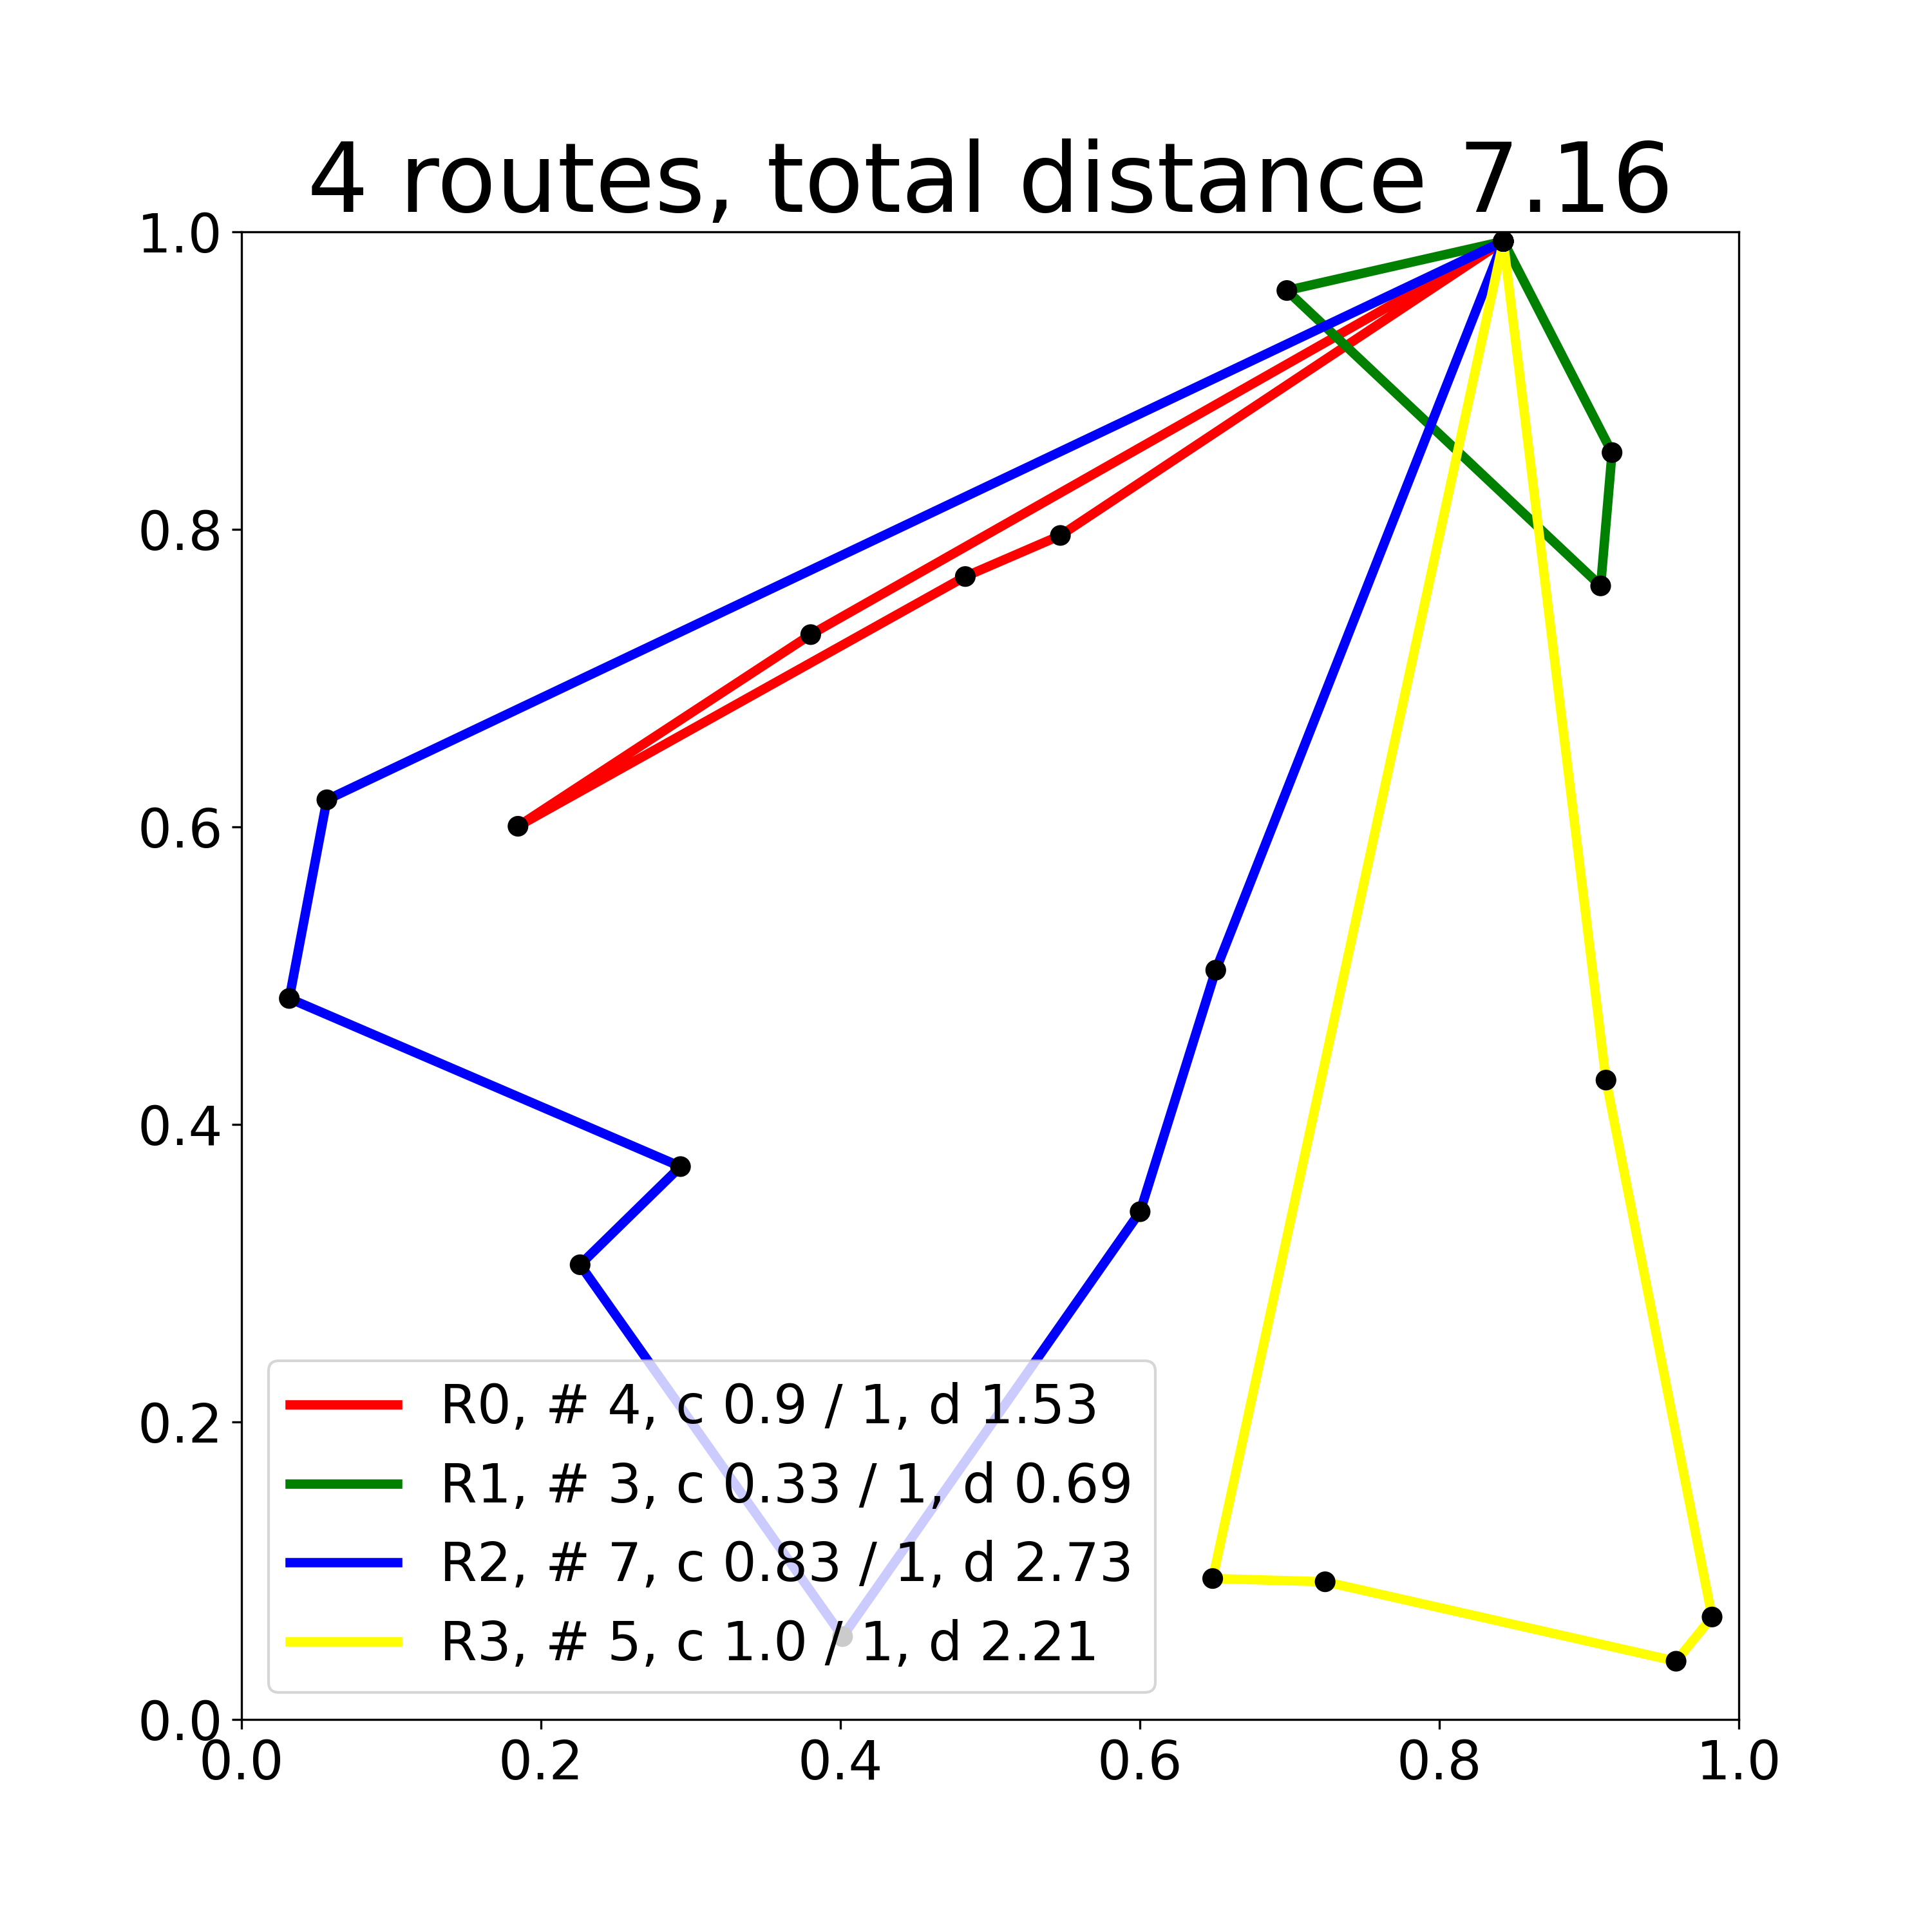 4 routes, total distance 7.16
1.0
0.8
0.6
0.4
0.2
0.0
R0, # 4, c 0.9 / 1, d 1.53
R1, # 3, c 0.33 / 1, d 0.69
R2, # 7, c 0.83 / 1, d 2.73
R3, # 5, c 1.0 / 1, d 2.21
0.0 0.2 0.4 0.6 0.8 1.0